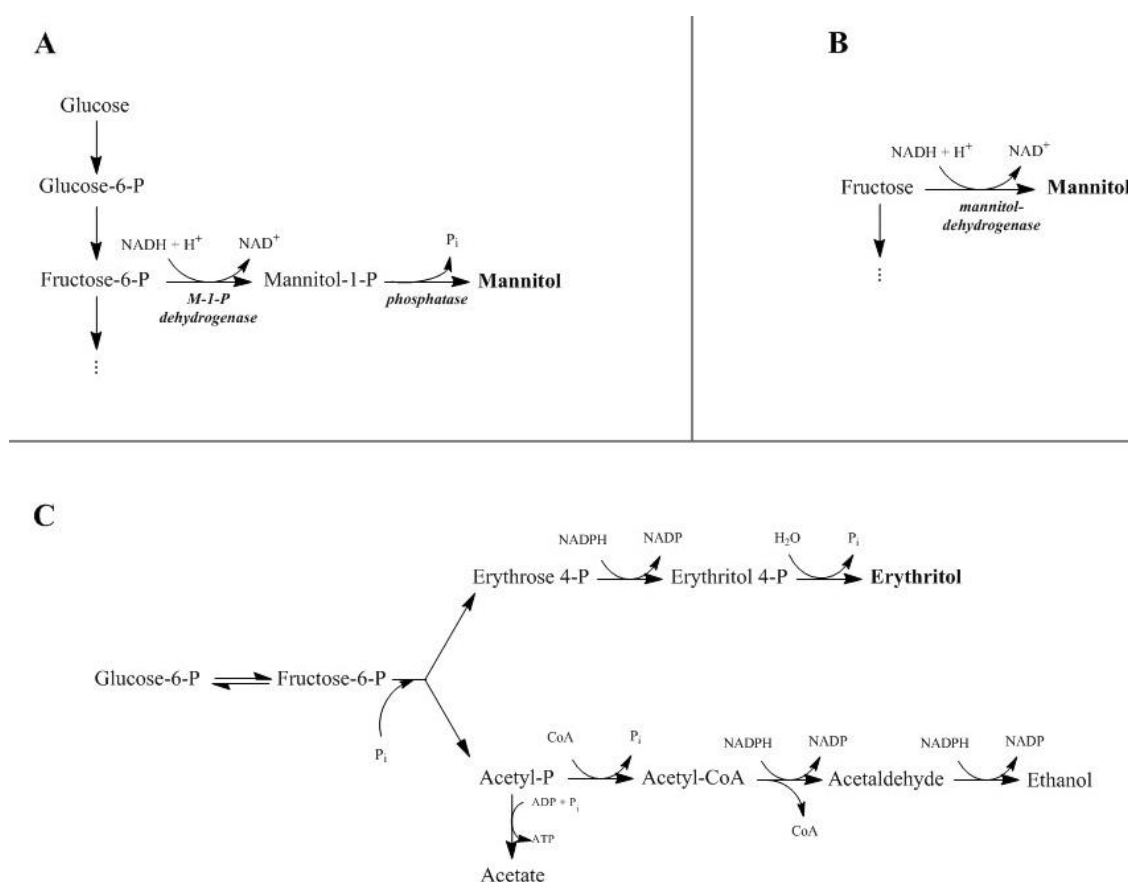 A
Glucose
Glucose-6-P
NADH + H⁺ NAD⁺ Pᵢ
Fructose-6-P Mannitol-1-P Mannitol
M-1-P
dehydrogenase
phosphatase
⋮
B
NADH + H⁺ NAD⁺
Fructose Mannitol
mannitol-
dehydrogenase
⋮
C
NADPH NADP H₂O Pᵢ
Erythrose 4-P Erythritol 4-P Erythritol
Glucose-6-P Fructose-6-P
Pᵢ
CoA Pᵢ NADPH NADP NADPH NADP
Acetyl-P Acetyl-CoA Acetaldehyde Ethanol
ADP + Pᵢ
CoA
ATP
Acetate